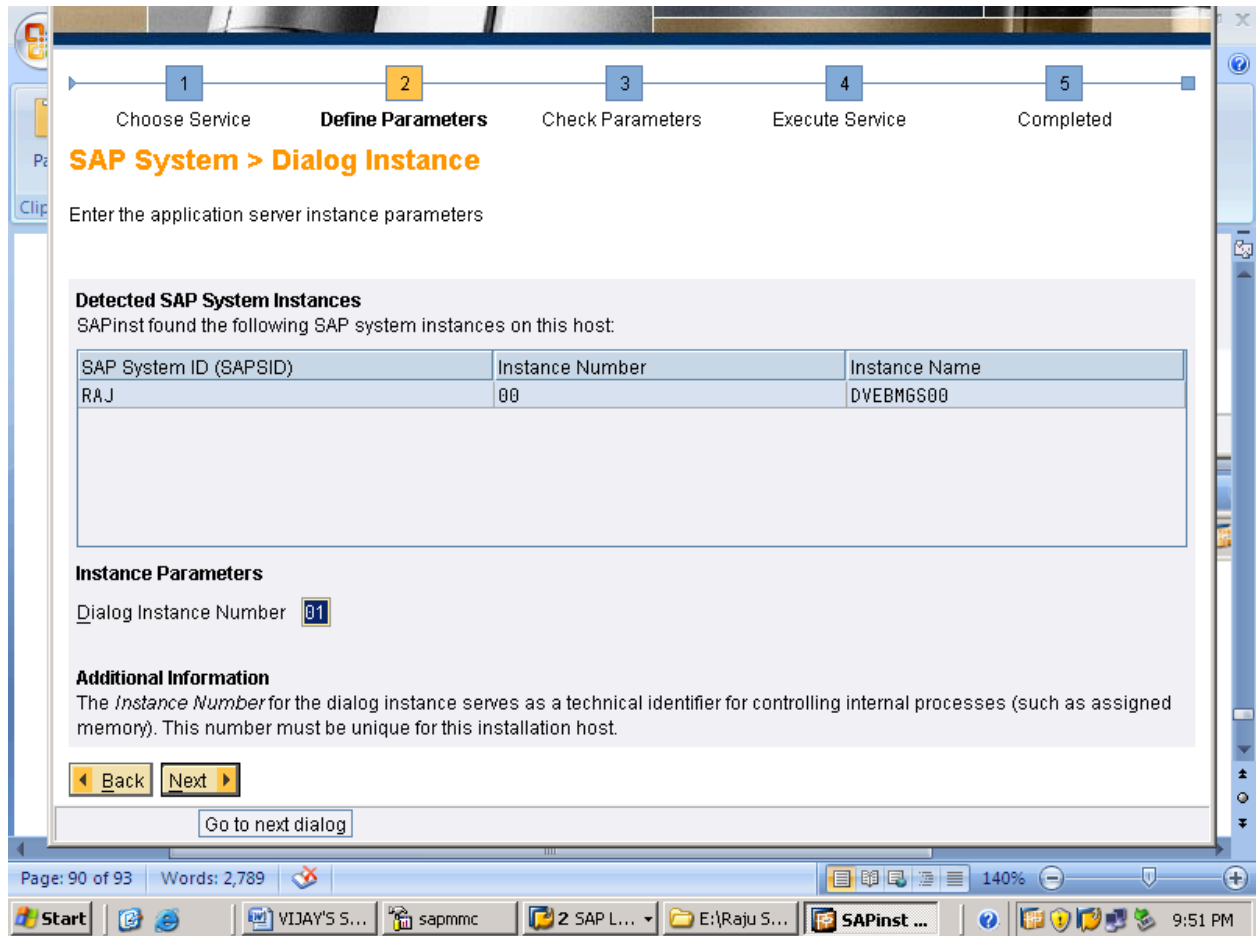 1 2 3 4 5
Choose Service Define Parameters Check Parameters Execute Service Completed
Pa
SAP System > Dialog Instance
Clip
Enter the application server instance parameters
Detected SAP System Instances
SAPinst found the following SAP system instances on this host:
SAP System ID (SAPSID) Instance Number Instance Name
RAJ 00 DVEBMGS00
Instance Parameters
Dialog Instance Number 01
Additional Information
The Instance Number for the dialog instance serves as a technical identifier for controlling internal processes (such as assigned
memory). This number must be unique for this installation host.
Back Next
Go to next dialog
Page: 90 of 93 Words: 2,789 140%
Start VIJAY'S S... sapmmc 2 SAP L... E:\Raju S... SAPinst ... 9:51 PM